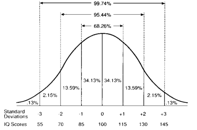 99.74%
95.44%
68.26%
34.13% 34.13%
13.59% 13.59%
2.15% 2.15%
13% 13%
Standard
Deviations 3 2 -1 0 +1 +2 +3
IQ Scores 55 70 85 100 115 130 145